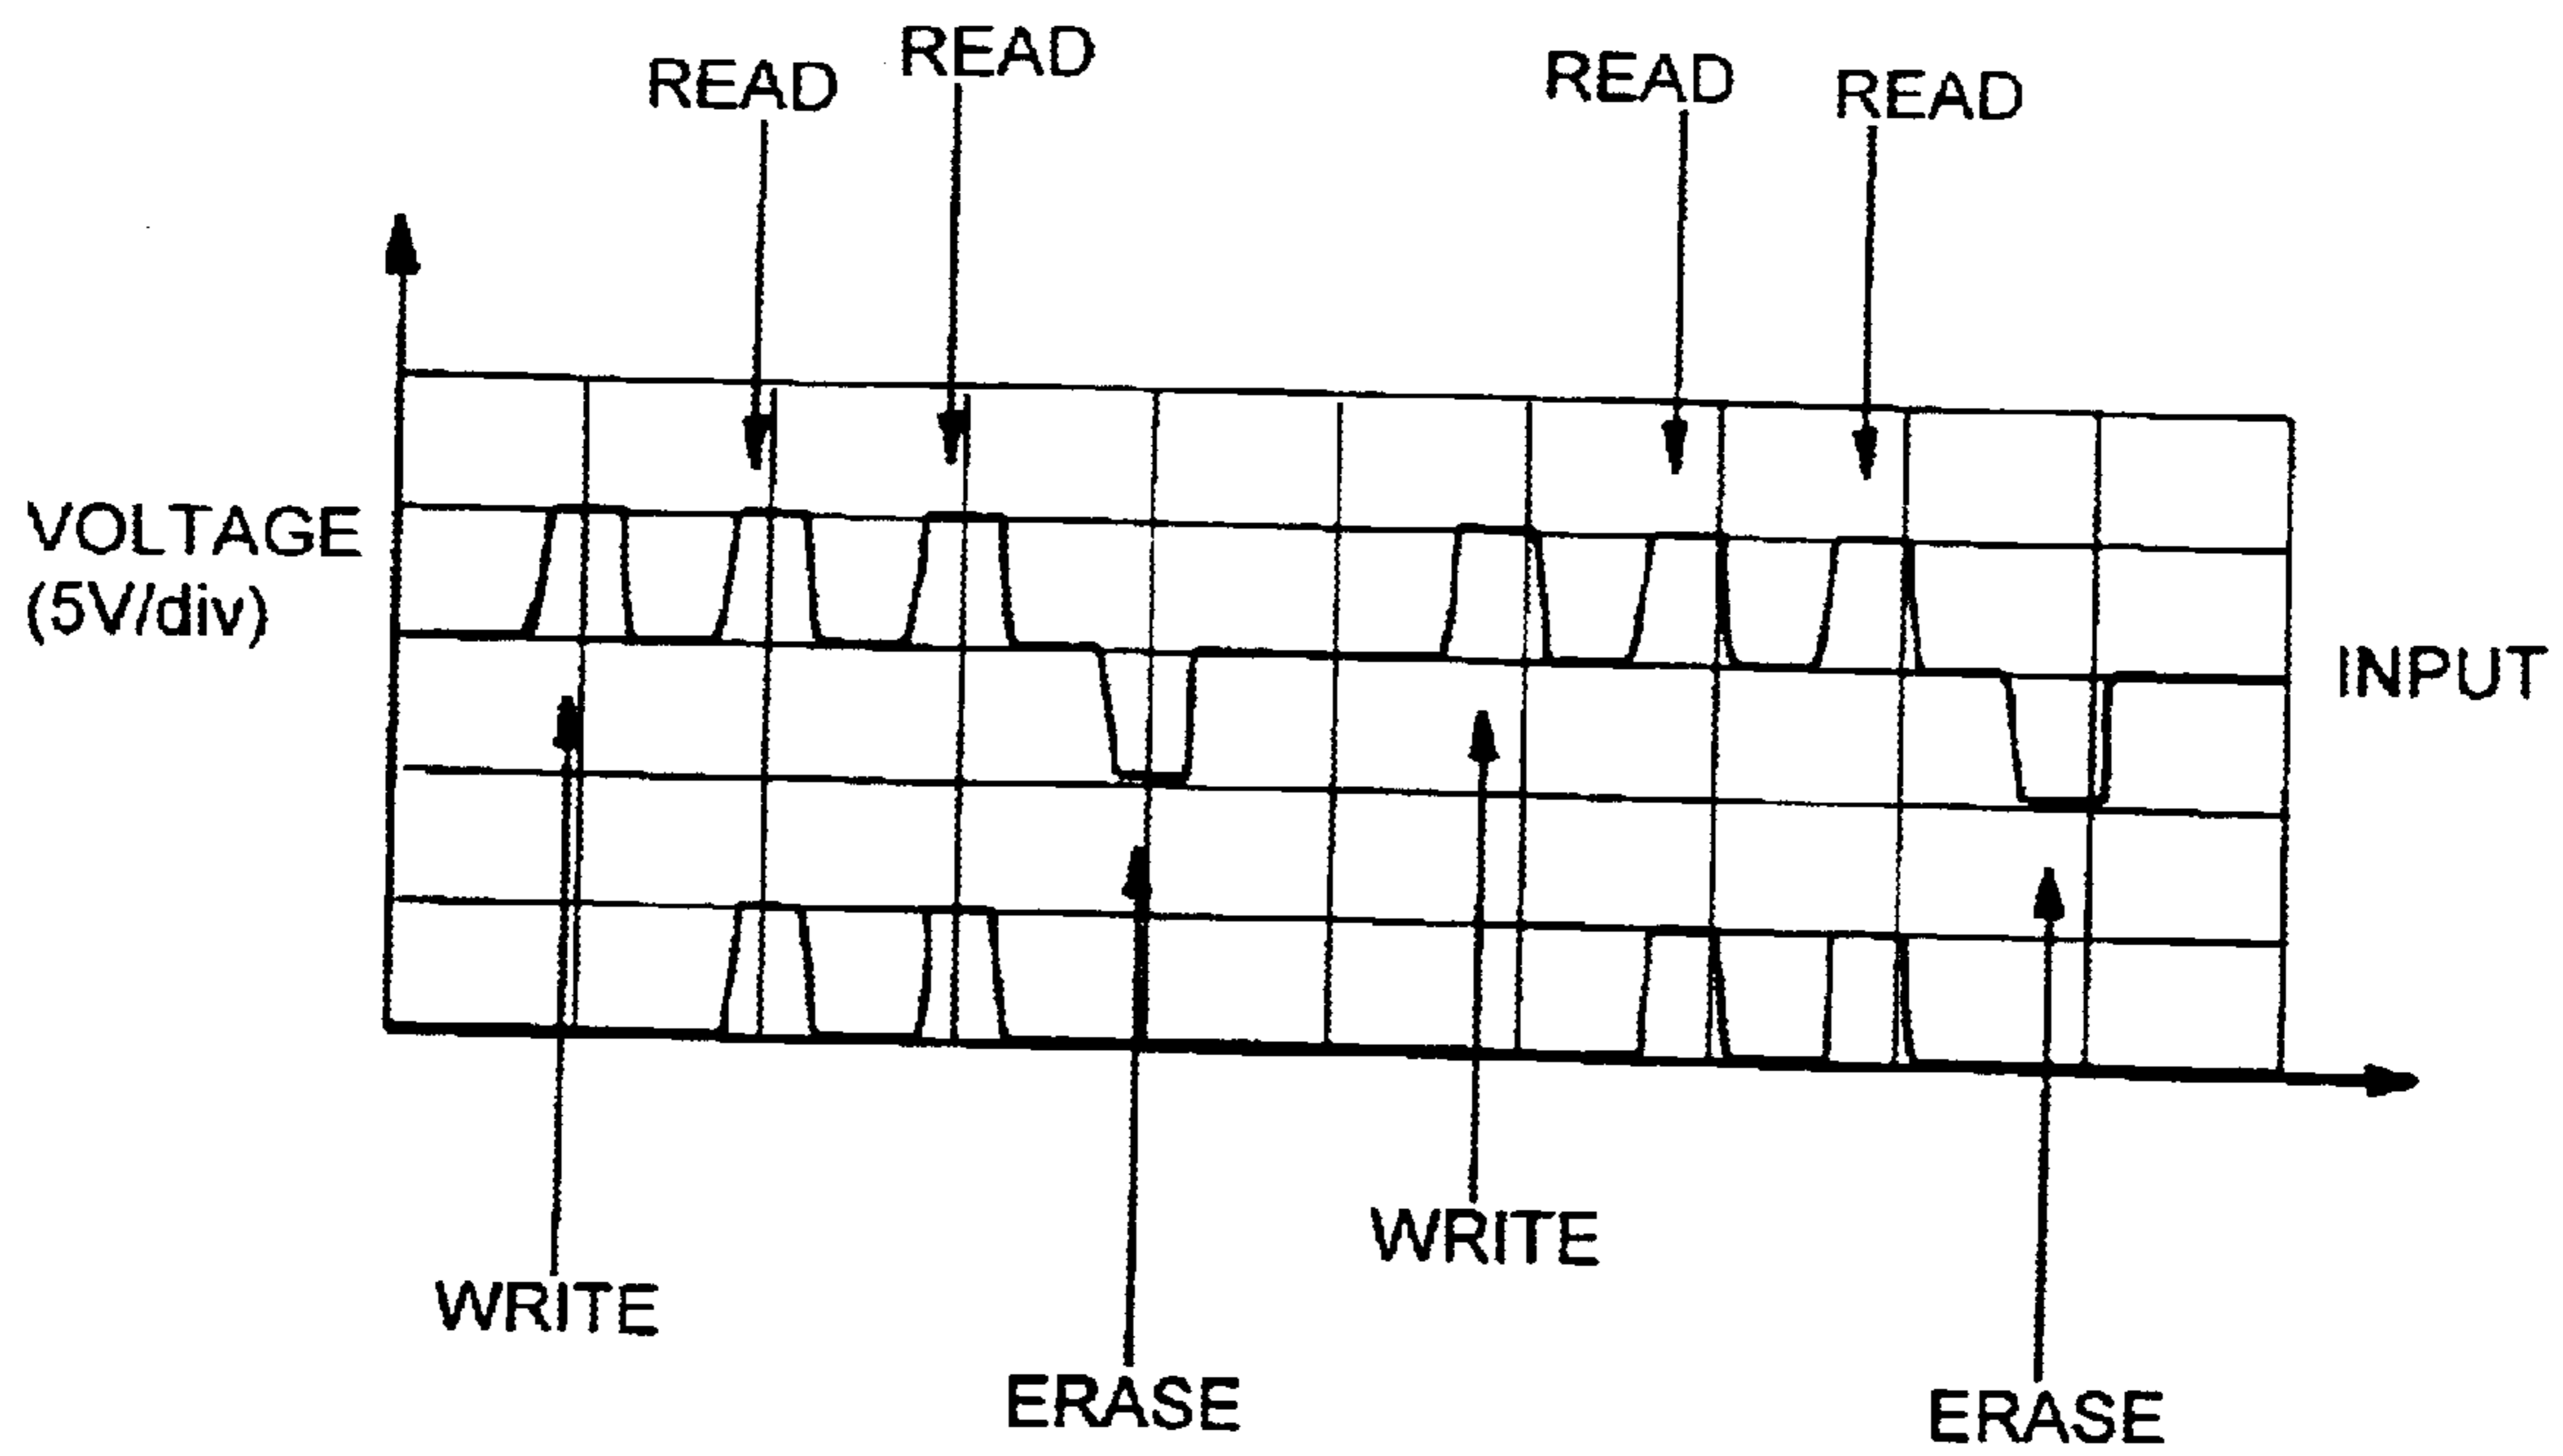 READ
READ
READ
READ
VOLTAGE
(5V/div)
INPUT
WRITE
WRITE
ERASE
ERASE